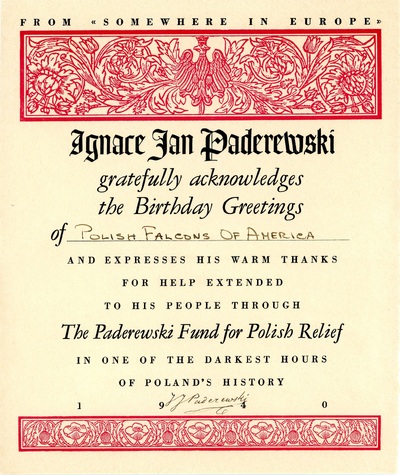 FROM «SOMEWHERE IN EUROPE»
Ignace Jan Paderewski
gratefully acknowledges
the Birthday Greetings
of POLISH FALCONS OF AMERICA
AND EXPRESSES HIS WARM THANKS
FOR HELP EXTENDED
TO HIS PEOPLE THROUGH
The Paderewski Fund for Polish Relief
IN ONE OF THE DARKEST HOURS
OF POLAND'S HISTORY
IJ Paderewski
1 9 4 0